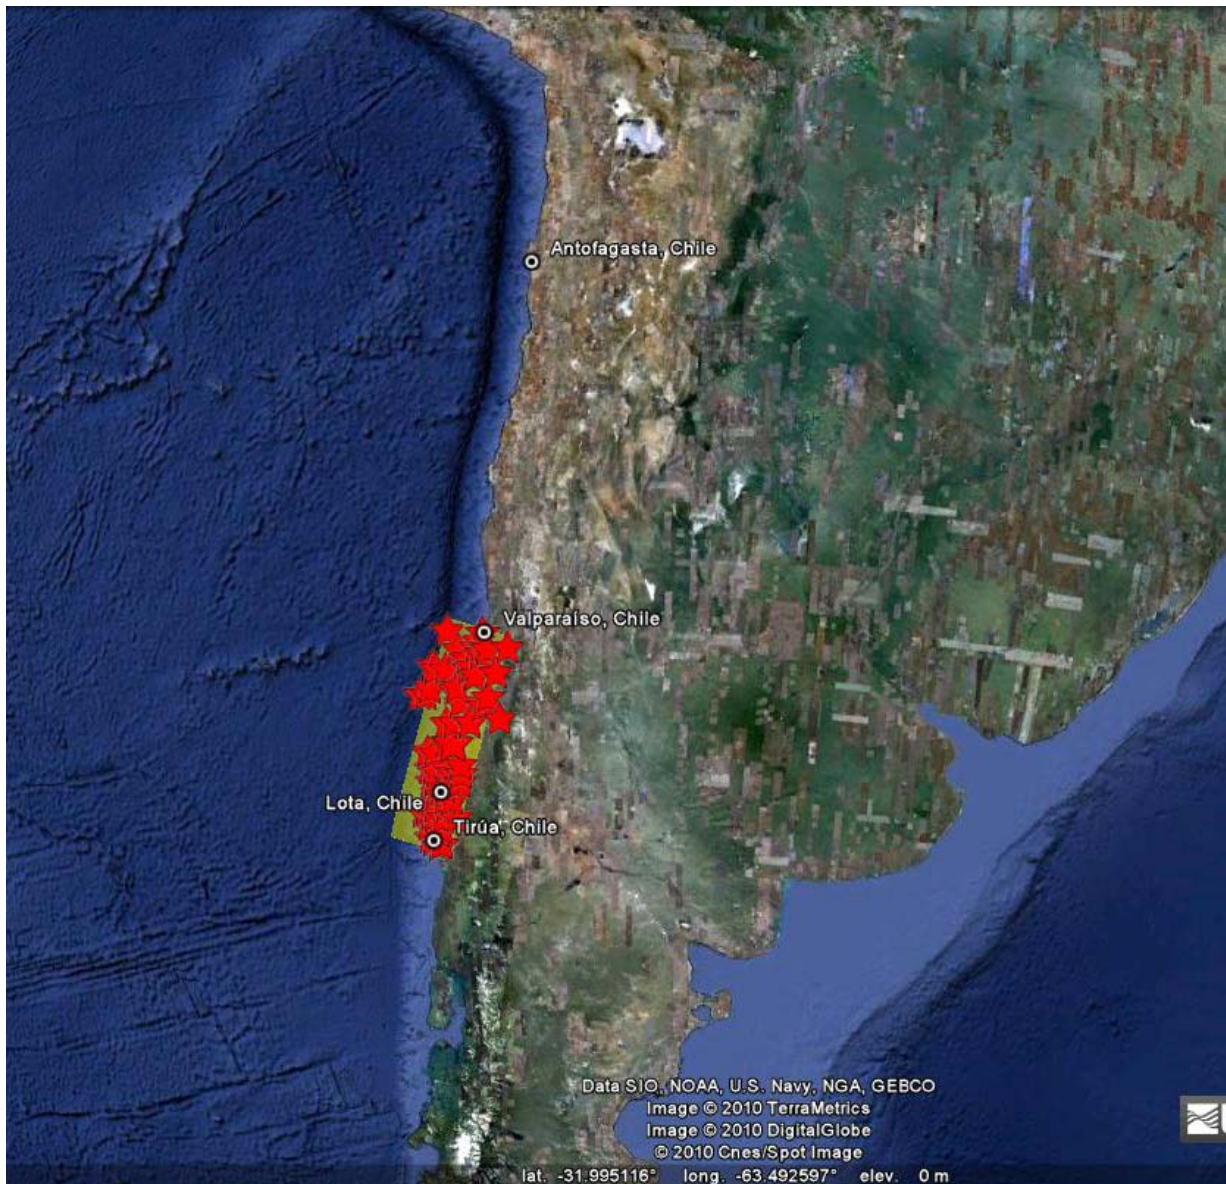 Antofagasta, Chile
Valparaíso, Chile
Lota, Chile
Tirúa, Chile
Data SIO, NOAA, U.S. Navy, NGA, GEBCO
Image © 2010 TerraMetrics
Image © 2010 DigitalGlobe
© 2010 Cnes/Spot Image
lat. -31.995116° long. -63.492597° elev. 0 m